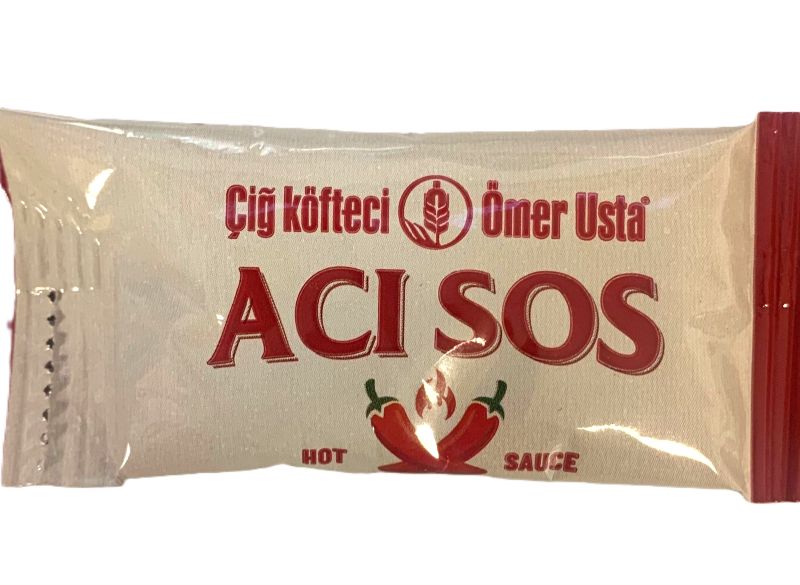 Çiğ köfteci Ömer Usta®
ACI SOS
HOT SAUCE